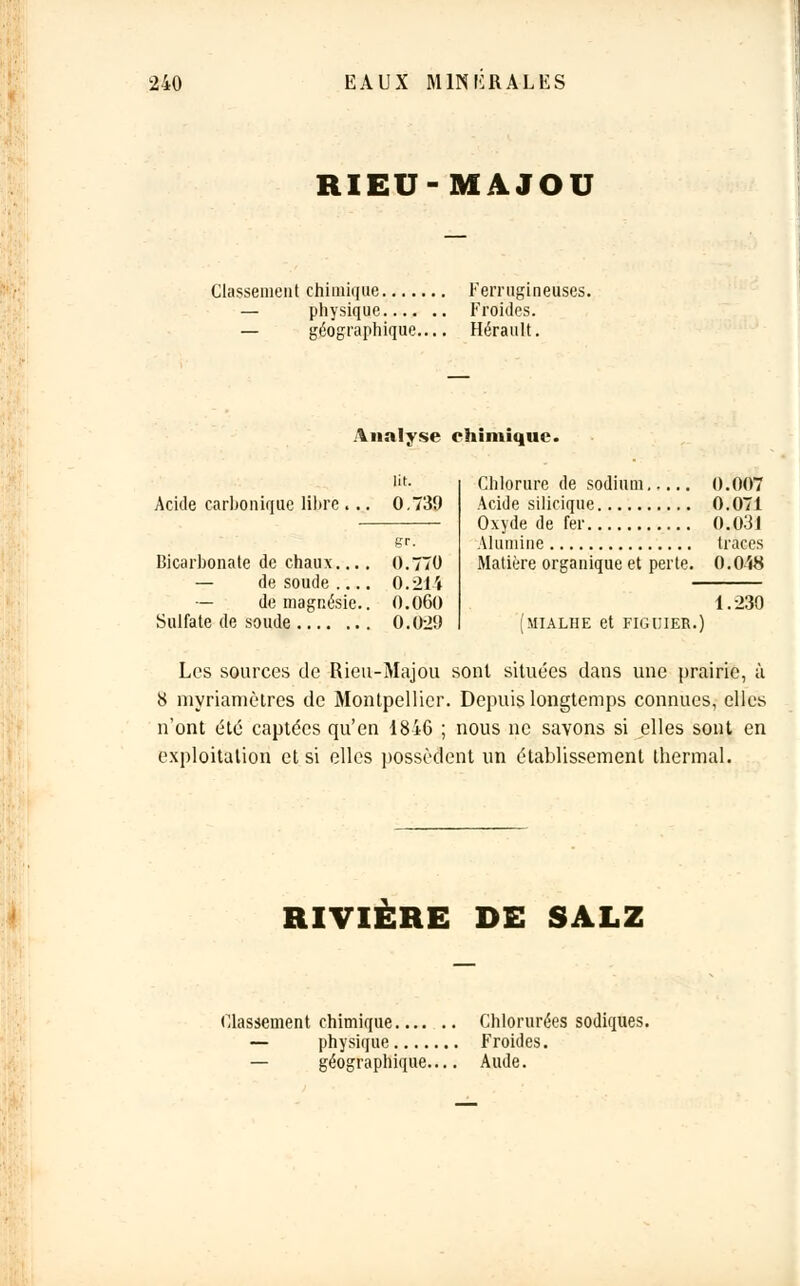 240 EAUX MINÉRALES
RIEU-MAJOU
Classement chimique....... Ferrugineuses.
— physique.... .. Froides.
— géographique.... Hérault.
Analyse chimique.
lit.
Acide carbonique libre... 0.739
gr.
Bicarbonate de chaux.... 0.770
— de soude .... 0.214
— de magnésie.. 0.060
Sulfate de soude .... ... 0.029
Chlorure de sodium..... 0.007
Acide silicique.......... 0.071
Oxyde de fer........... 0.031
Alumine................ traces
Matière organique et perte. 0.048
1.230
(MIALHE et FIGUIER.)
Les sources de Rieu-Majou sont situées dans une prairie, à
8 myriamètres de Montpellier. Depuis longtemps connues, elles
n'ont été captées qu'en 1846 ; nous ne savons si elles sont en
exploitation et si elles possèdent un établissement thermal.
RIVIÈRE DE SALZ
Classement chimique.... .. Chlorurées sodiques.
— physique....... Froides.
— géographique.... Aude.